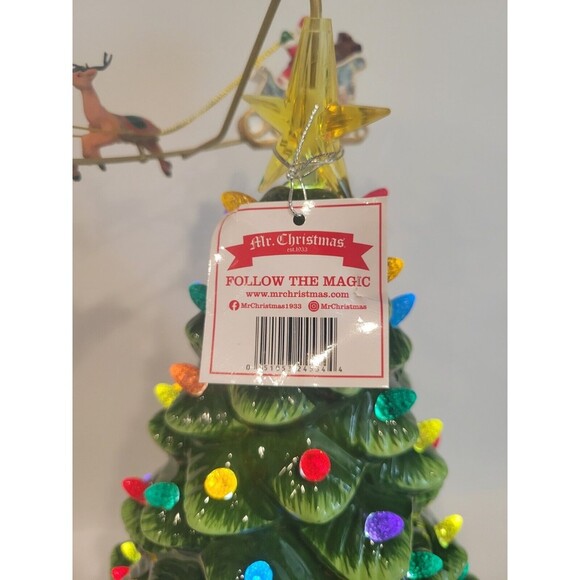 Mr. Christmas
est.1933
FOLLOW THE MAGIC
www.mrchristmas.com
MrChristmas1933 MrChristmas